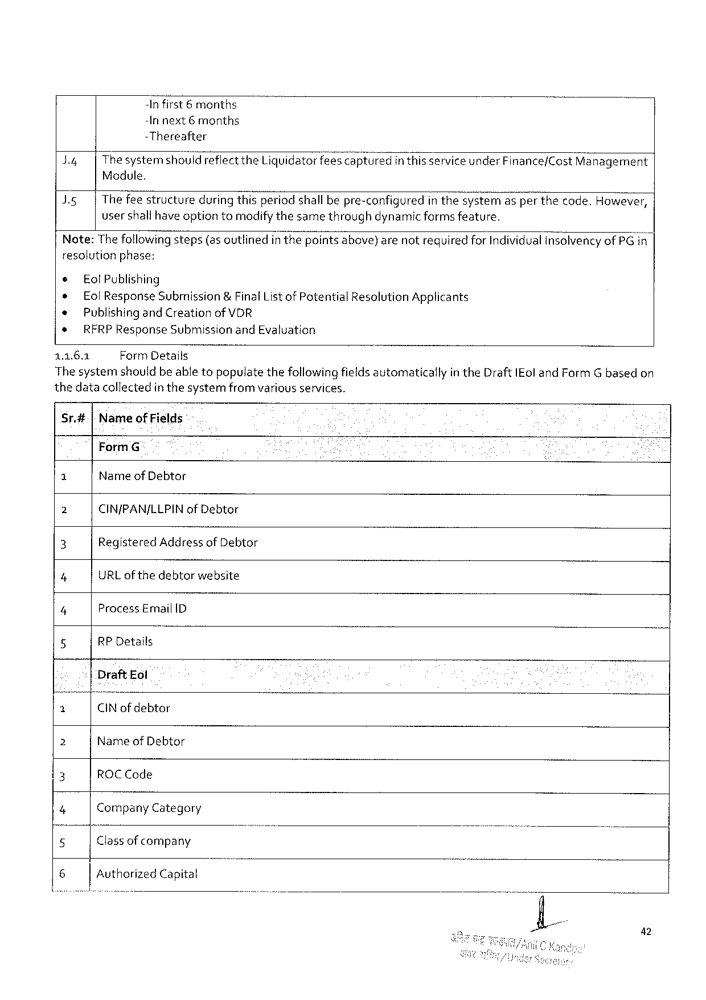 -In first 6 months
-In next 6 months
-Thereafter
J.4 The system should reflect the Liquidator fees captured in this service under Finance/Cost Management
Module.
J.5 The fee structure during this period shall be pre-configured in the system as per the code. However,
user shall have option to modify the same through dynamic forms feature.
Note: The following steps (as outlined in the points above) are not required for Individual Insolvency of PG in
resolution phase:
• EoI Publishing
• EoI Response Submission & Final List of Potential Resolution Applicants
• Publishing and Creation of VDR
• RFRP Response Submission and Evaluation
1.1.6.1 Form Details
The system should be able to populate the following fields automatically in the Draft IEoI and Form G based on
the data collected in the system from various services.
Sr.# Name of Fields
Form G
1 Name of Debtor
2 CIN/PAN/LLPIN of Debtor
3 Registered Address of Debtor
4 URL of the debtor website
4 Process Email ID
5 RP Details
Draft EoI
1 CIN of debtor
2 Name of Debtor
3 ROC Code
4 Company Category
5 Class of company
6 Authorized Capital
42
/Anil C Kandpal
/Under Secretary